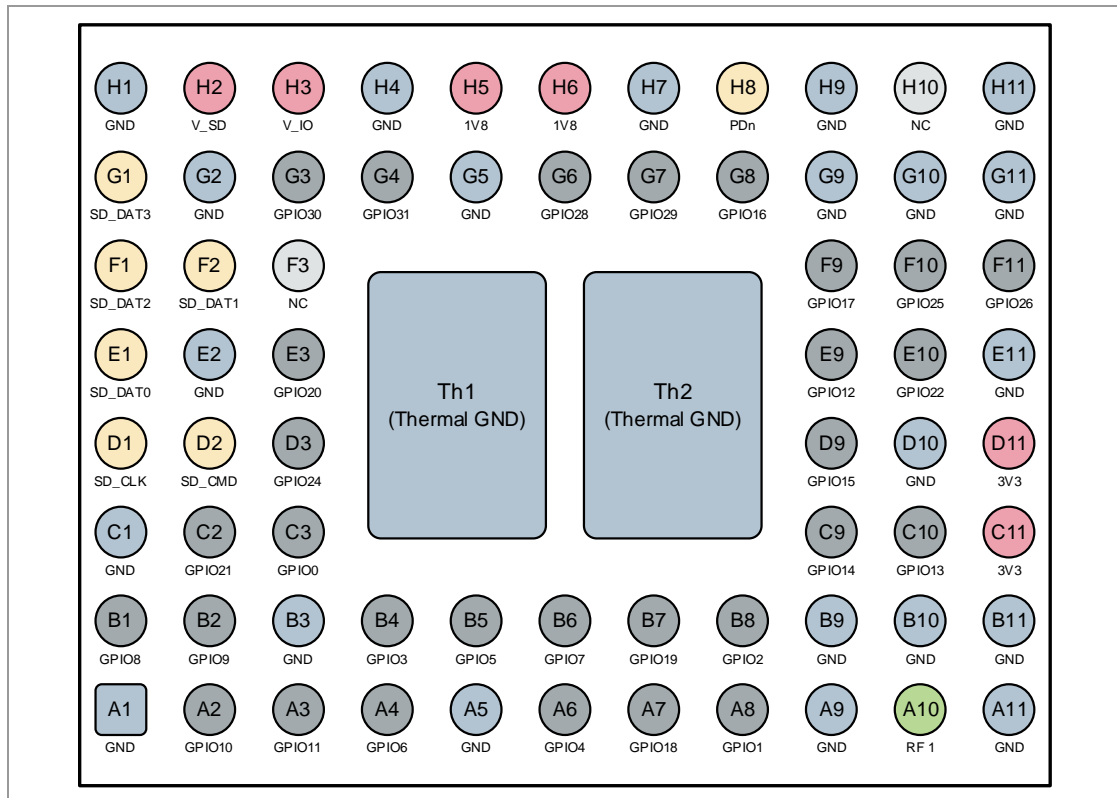 H1 H2 H3 H4 H5 H6 H7 H8 H9 H10 H11
GND V_SD V_IO GND 1V8 1V8 GND PDn GND NC GND
G1 G2 G3 G4 G5 G6 G7 G8 G9 G10 G11
SD_DAT3 GND GPIO30 GPIO31 GND GPIO28 GPIO29 GPIO16 GND GND GND
F1 F2 F3 F9 F10 F11
SD_DAT2 SD_DAT1 NC GPIO17 GPIO25 GPIO26
E1 E2 E3 E9 E10 E11
SD_DAT0 GND GPIO20 GPIO12 GPIO22 GND
Th1 Th2
(Thermal GND) (Thermal GND)
D1 D2 D3 D9 D10 D11
SD_CLK SD_CMD GPIO24 GPIO15 GND 3V3
C1 C2 C3 C9 C10 C11
GND GPIO21 GPIO0 GPIO14 GPIO13 3V3
B1 B2 B3 B4 B5 B6 B7 B8 B9 B10 B11
GPIO8 GPIO9 GND GPIO3 GPIO5 GPIO7 GPIO19 GPIO2 GND GND GND
A1 A2 A3 A4 A5 A6 A7 A8 A9 A10 A11
GND GPIO10 GPIO11 GPIO6 GND GPIO4 GPIO18 GPIO1 GND RF 1 GND